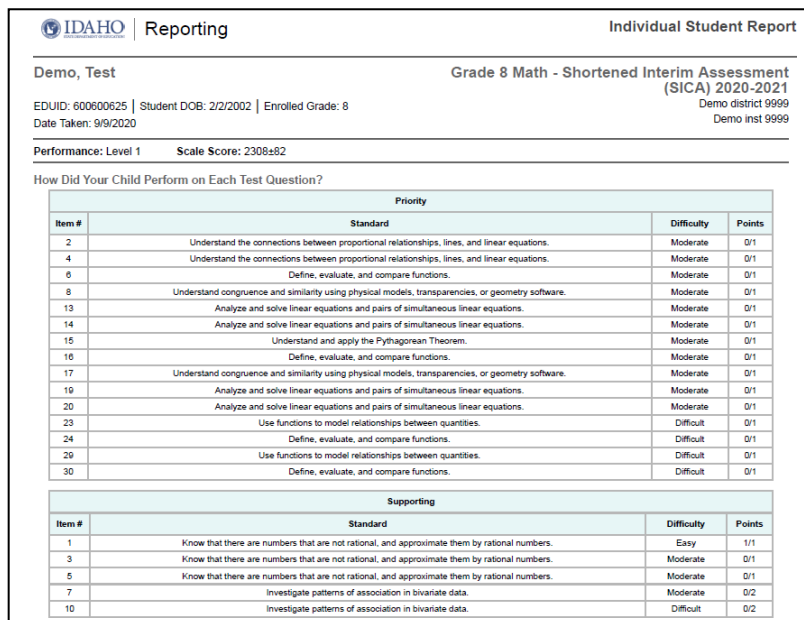 IDAHO Reporting Individual Student Report
Demo, Test
Grade 8 Math - Shortened Interim Assessment
(SICA) 2020-2021
EDUID: 600600625 | Student DOB: 2/2/2002 | Enrolled Grade: 8
Demo district 9999
Date Taken: 9/9/2020
Demo inst 9999
Performance: Level 1 Scale Score: 2308±82
How Did Your Child Perform on Each Test Question?
Priority
Item # Standard Difficulty Points
2 Understand the connections between proportional relationships, lines, and linear equations. Moderate 0/1
4 Understand the connections between proportional relationships, lines, and linear equations. Moderate 0/1
6 Define, evaluate, and compare functions. Moderate 0/1
8 Understand congruence and similarity using physical models, transparencies, or geometry software. Moderate 0/1
13 Analyze and solve linear equations and pairs of simultaneous linear equations. Moderate 0/1
14 Analyze and solve linear equations and pairs of simultaneous linear equations. Moderate 0/1
15 Understand and apply the Pythagorean Theorem. Moderate 0/1
16 Define, evaluate, and compare functions. Moderate 0/1
17 Understand congruence and similarity using physical models, transparencies, or geometry software. Moderate 0/1
19 Analyze and solve linear equations and pairs of simultaneous linear equations. Moderate 0/1
20 Analyze and solve linear equations and pairs of simultaneous linear equations. Moderate 0/1
23 Use functions to model relationships between quantities. Difficult 0/1
24 Define, evaluate, and compare functions. Difficult 0/1
29 Use functions to model relationships between quantities. Difficult 0/1
30 Define, evaluate, and compare functions. Difficult 0/1
Supporting
Item # Standard Difficulty Points
1 Know that there are numbers that are not rational, and approximate them by rational numbers. Easy 1/1
3 Know that there are numbers that are not rational, and approximate them by rational numbers. Moderate 0/1
5 Know that there are numbers that are not rational, and approximate them by rational numbers. Moderate 0/1
7 Investigate patterns of association in bivariate data. Moderate 0/2
10 Investigate patterns of association in bivariate data. Difficult 0/2